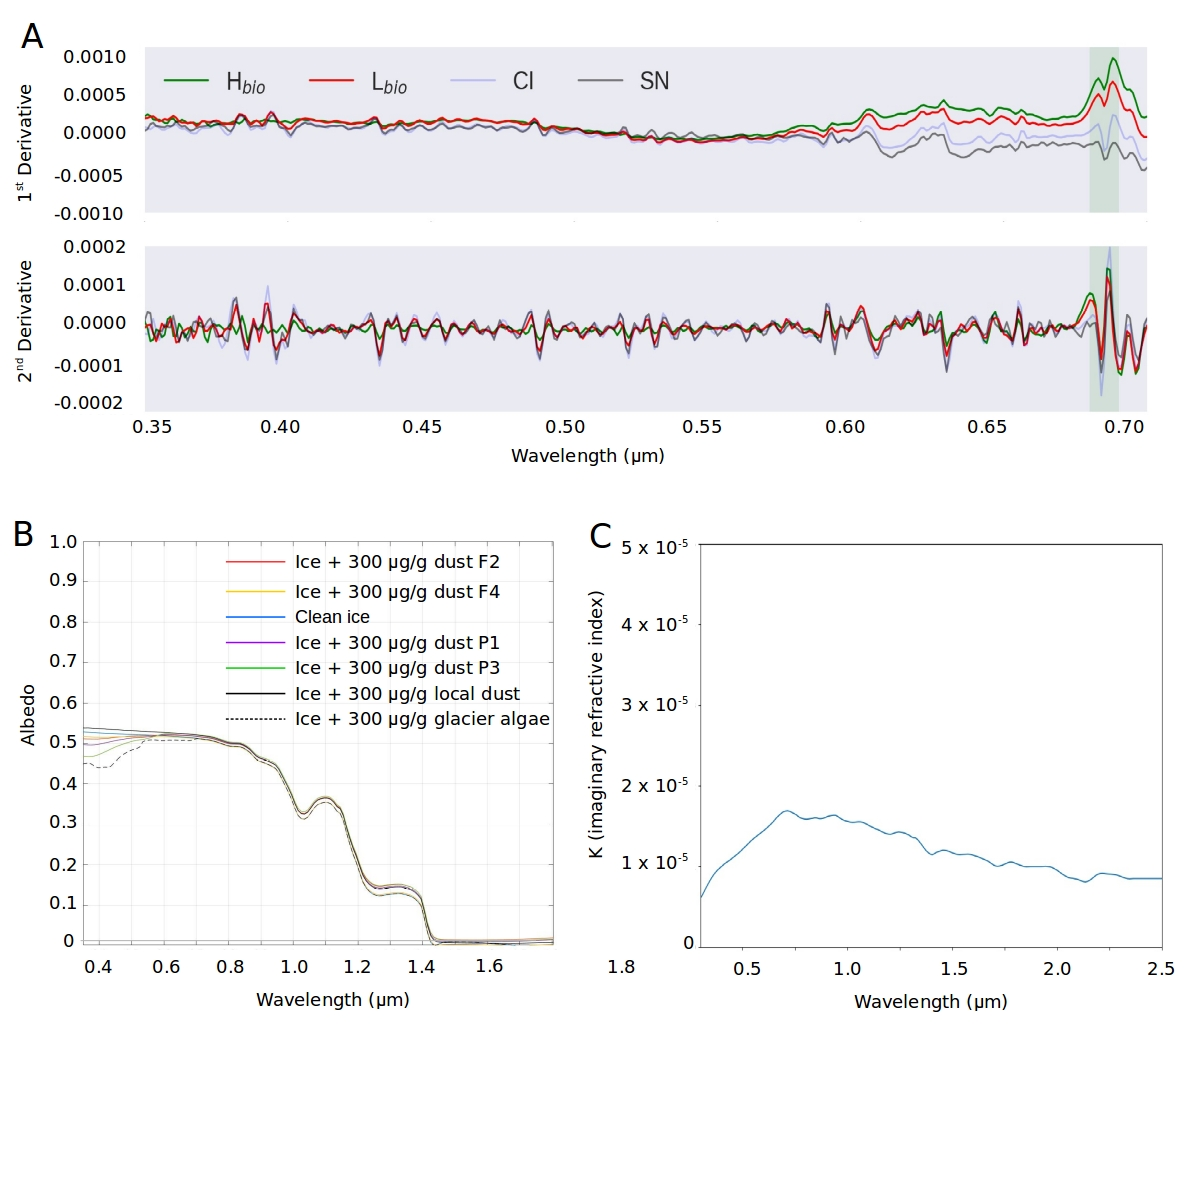 A
0.0010
0.0005
0.0000
-0.0005
-0.0010
1st Derivative
Hbio
Lbio
CI
SN
0.0002
0.0001
0.0000
-0.0001
-0.0002
2nd Derivative
0.35 0.40 0.45 0.50 0.55 0.60 0.65 0.70
Wavelength (µm)
B
1.0
0.9
0.8
0.7
0.6
0.5
0.4
0.3
0.2
0.1
0
Albedo
Ice + 300 µg/g dust F2
Ice + 300 µg/g dust F4
Clean ice
Ice + 300 µg/g dust P1
Ice + 300 µg/g dust P3
Ice + 300 µg/g local dust
Ice + 300 µg/g glacier algae
0.4 0.6 0.8 1.0 1.2 1.4 1.6 1.8
Wavelength (µm)
C
5 x 10-5
4 x 10-5
3 x 10-5
2 x 10-5
1 x 10-5
0
K (imaginary refractive index)
0.5 1.0 1.5 2.0 2.5
Wavelength (µm)